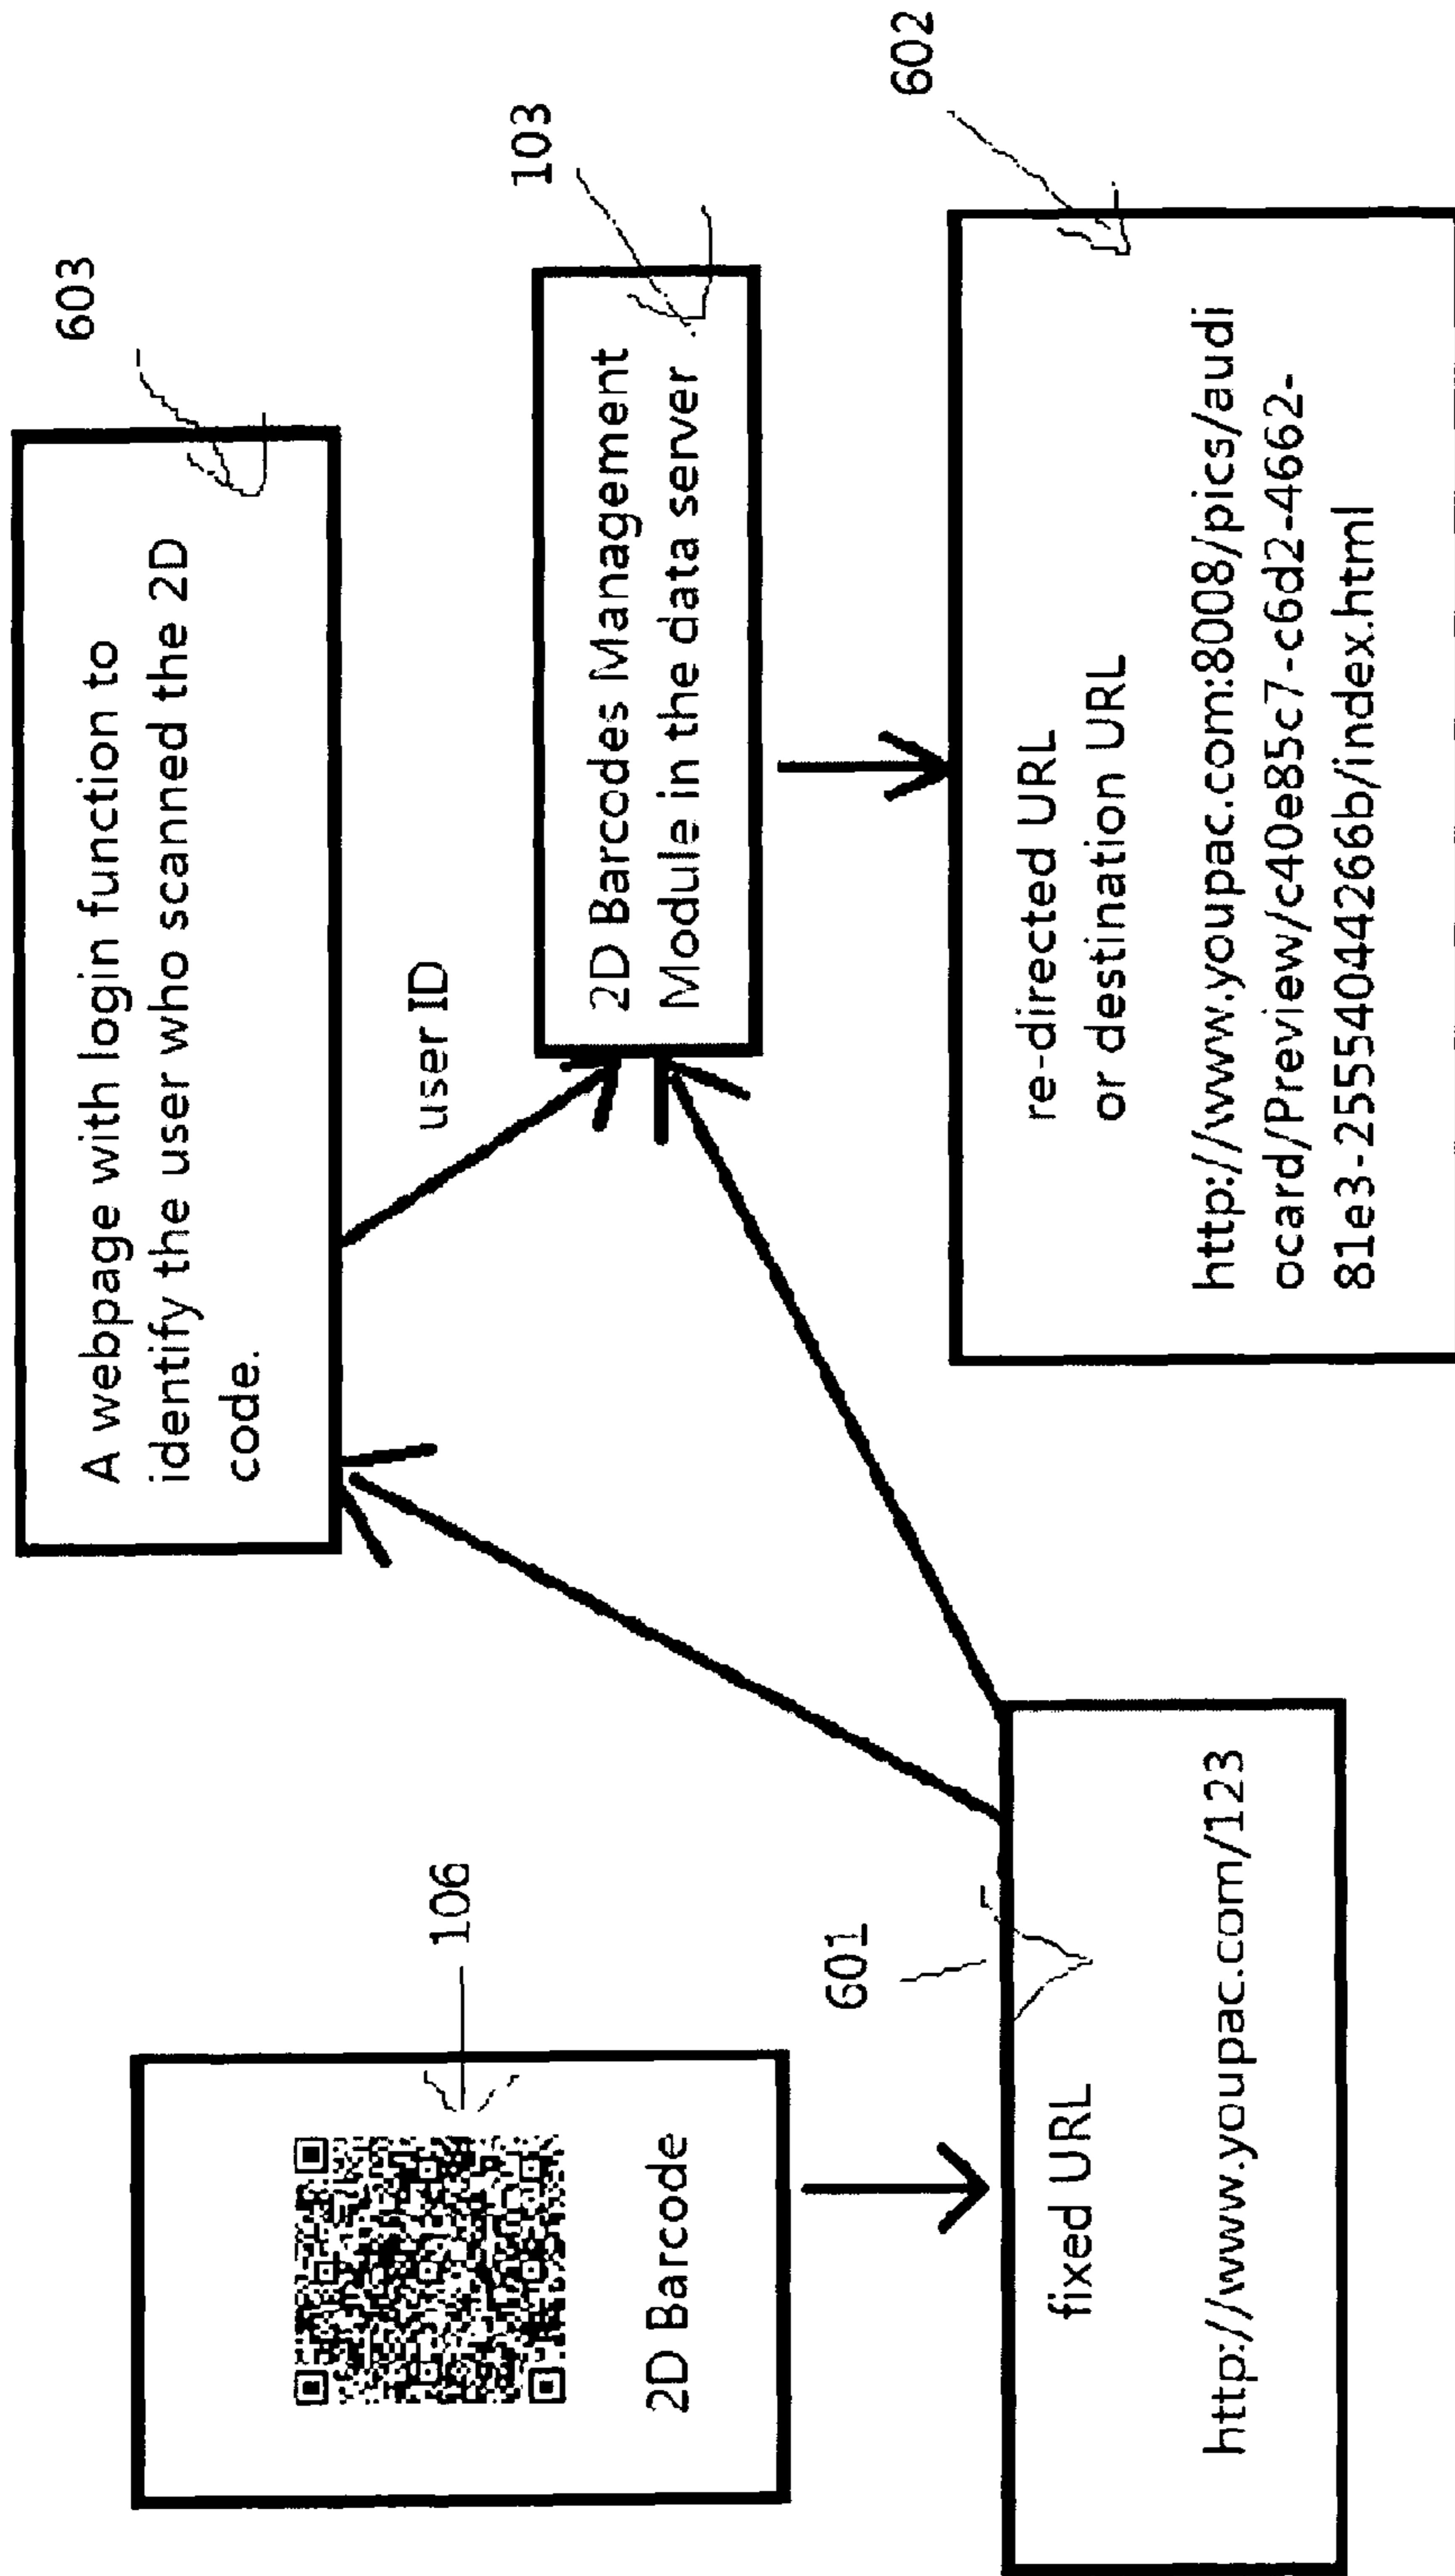 A webpage with login function to
identify the user who scanned the 2D
code.
603
user ID
2D Barcodes Management
Module in the data server
103
106
2D Barcode
601
fixed URL
http://www.youpac.com/123
re-directed URL
or destination URL
http://www.youpac.com:8008/pics/audi
ocard/Preview/c40e85c7-c6d2-4662-
81e3-25554044266b/index.html
602